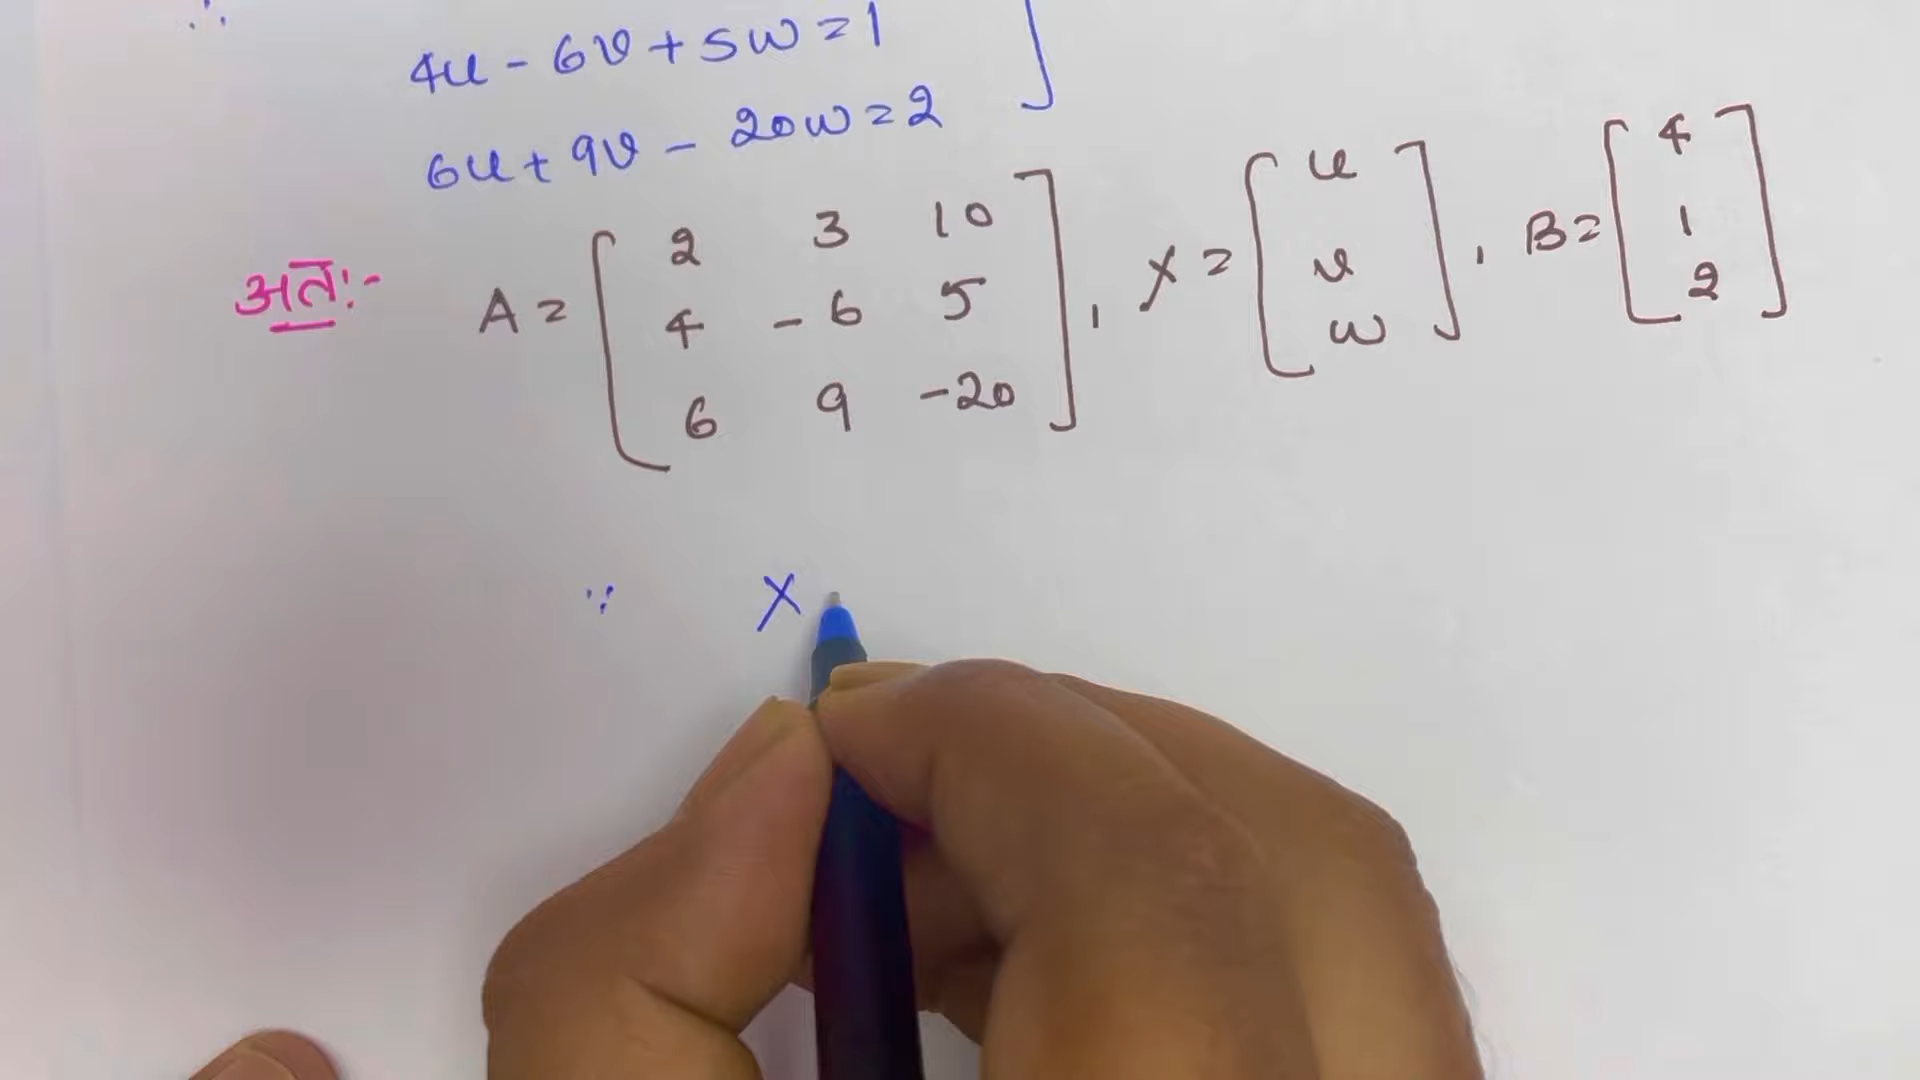 ∴
4u - 6v + 5w = 1
6u + 9v - 20w = 2
अतः:- A = [ 2 3 10 ], X = [ u ], B = [ 4 ]
4 -6 5 v 1
6 9 -20 w 2
∵ X